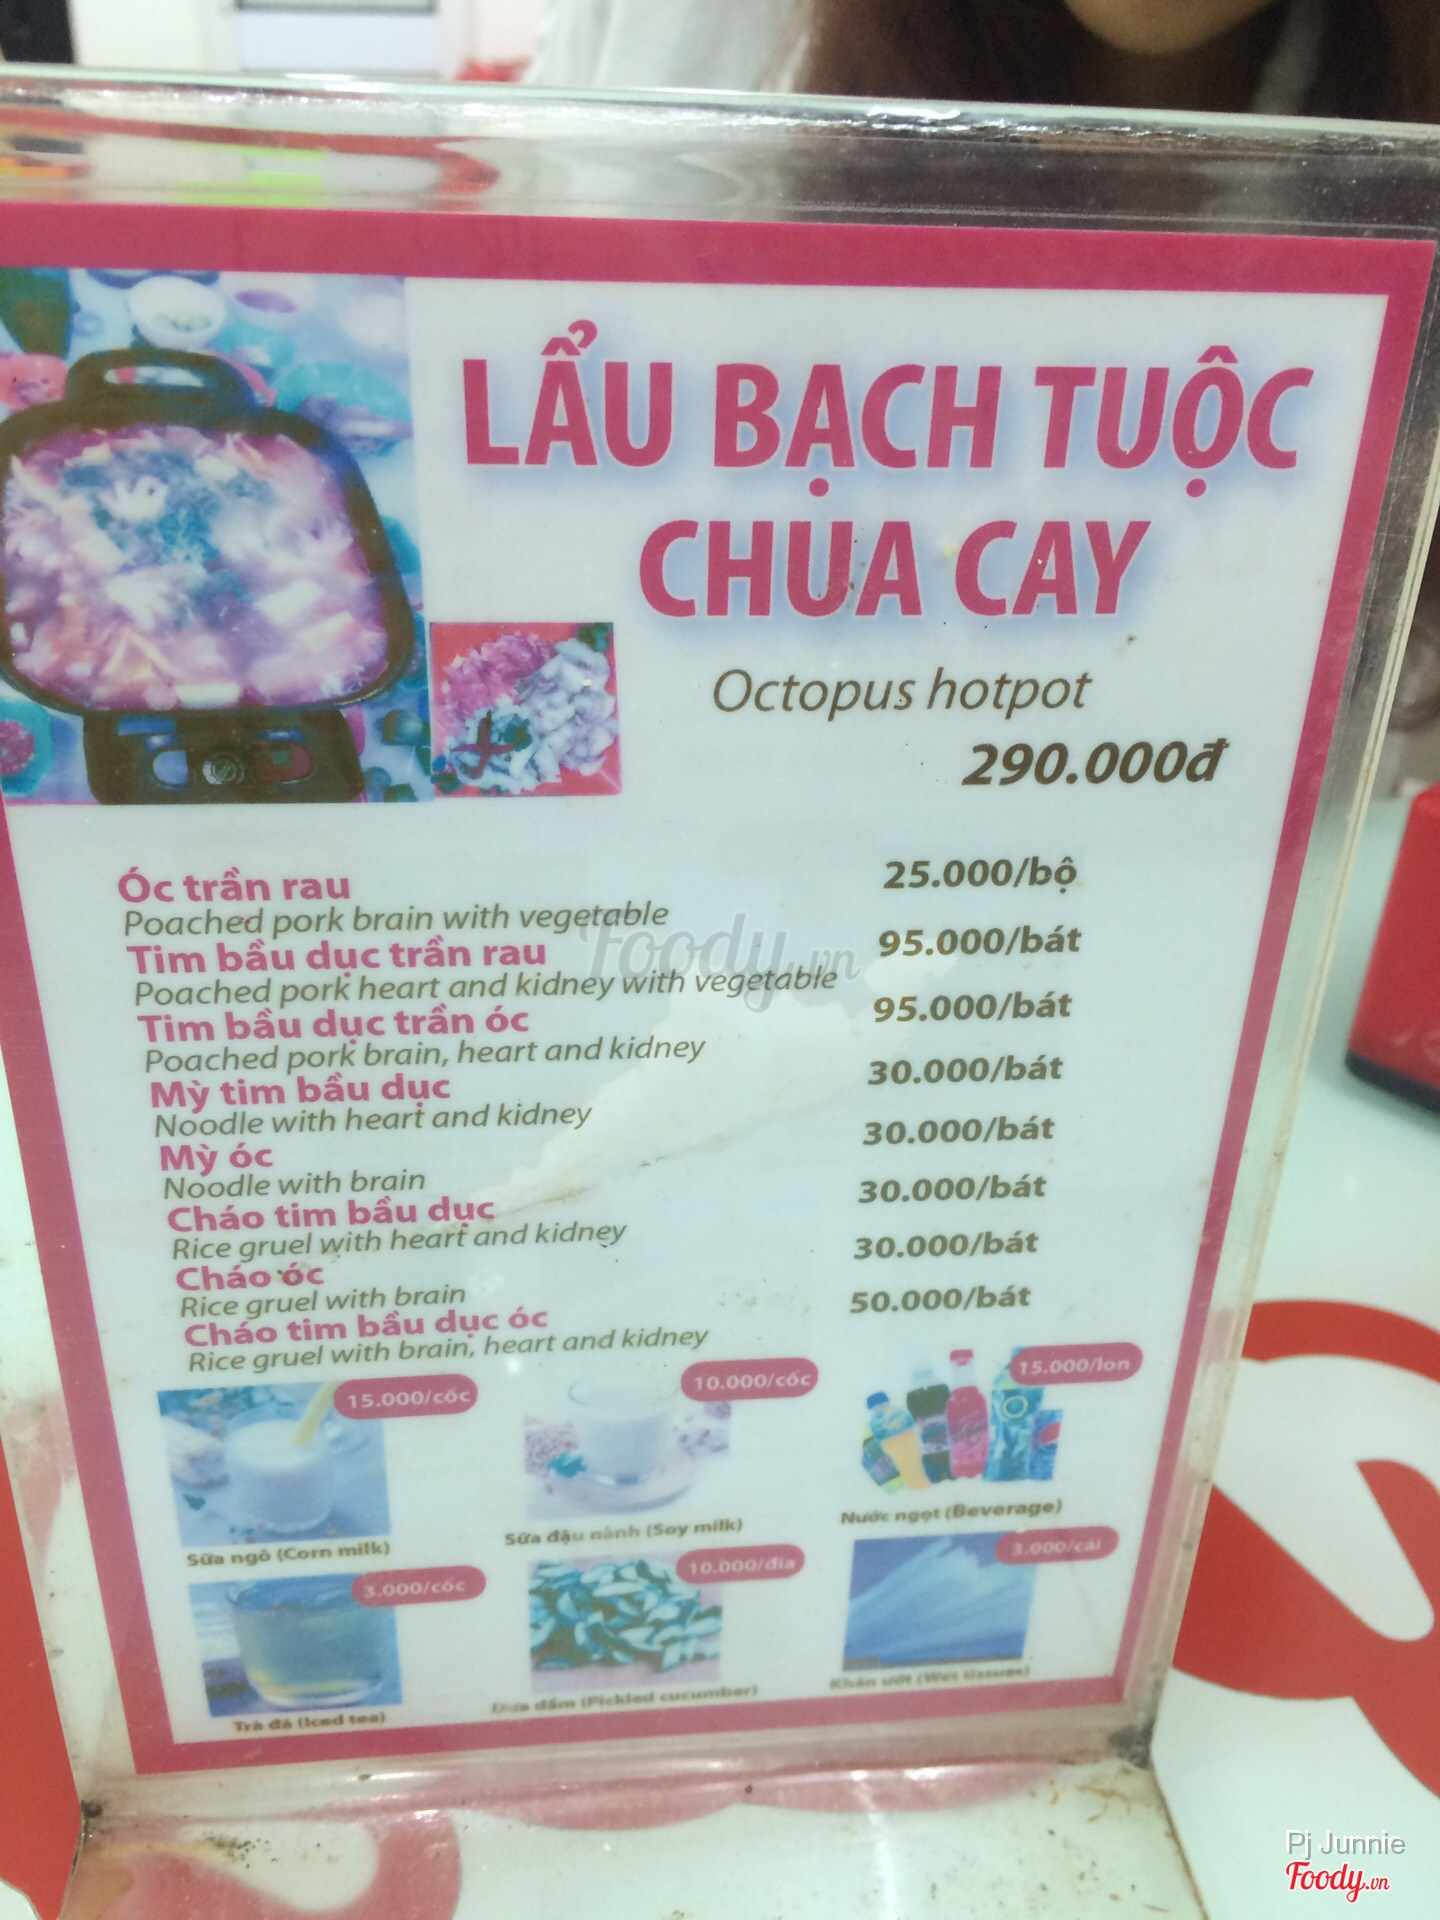 LẨU BẠCH TUỘC
CHUA CAY
Octopus hotpot
290.000đ
Óc trần rau 25.000/bộ
Poached pork brain with vegetable
Tim bầu dục trần rau 95.000/bát
Poached pork heart and kidney with vegetable
Tim bầu dục trần óc 95.000/bát
Poached pork brain, heart and kidney
Mỳ tim bầu dục 30.000/bát
Noodle with heart and kidney
Mỳ óc 30.000/bát
Noodle with brain
Cháo tim bầu dục 30.000/bát
Rice gruel with heart and kidney
Cháo óc 30.000/bát
Rice gruel with brain
Cháo tim bầu dục óc 50.000/bát
Rice gruel with brain, heart and kidney
15.000/cốc
10.000/cốc
15.000/lon
Sữa ngô (Corn milk)
Sữa đậu nành (Soy milk)
Nước ngọt (Beverage)
3.000/cốc
10.000/đĩa
3.000/cái
Trà đá (Iced tea)
Dưa dầm (Pickled cucumber)
Khăn ướt (Wet tissues)
Foody.vn
Pj Junnie
Foody.vn